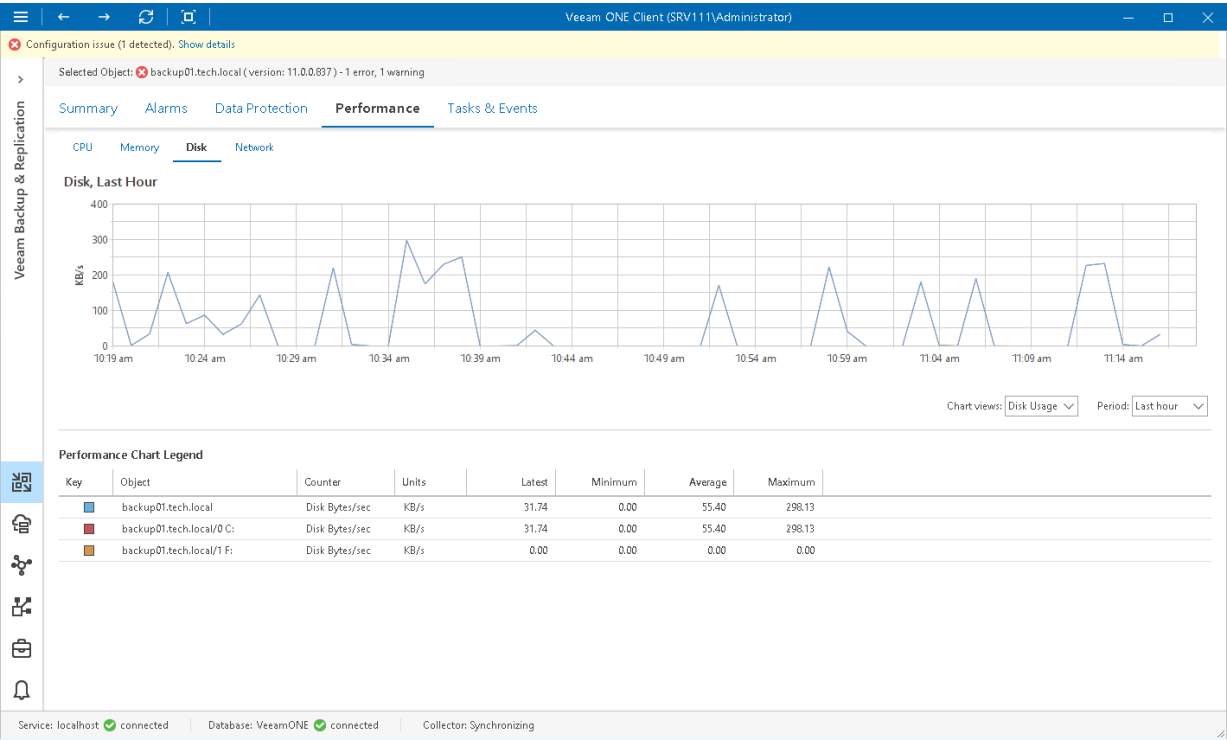 Veeam ONE Client (SRV111\Administrator)
Configuration issue (1 detected). Show details
Veeam Backup & Replication
Selected Object: backup01.tech.local ( version: 11.0.0.837 ) - 1 error, 1 warning
Summary Alarms Data Protection Performance Tasks & Events
CPU Memory Disk Network
Disk, Last Hour
KB/s
400
300
200
100
0
10:19 am 10:24 am 10:29 am 10:34 am 10:39 am 10:44 am 10:49 am 10:54 am 10:59 am 11:04 am 11:09 am 11:14 am
Chart views: Disk Usage Period: Last hour
Performance Chart Legend
Key Object Counter Units Latest Minimum Average Maximum
backup01.tech.local Disk Bytes/sec KB/s 31.74 0.00 55.40 298.13
backup01.tech.local/0 C: Disk Bytes/sec KB/s 31.74 0.00 55.40 298.13
backup01.tech.local/1 F: Disk Bytes/sec KB/s 0.00 0.00 0.00 0.00
Service: localhost connected Database: VeeamONE connected Collector: Synchronizing